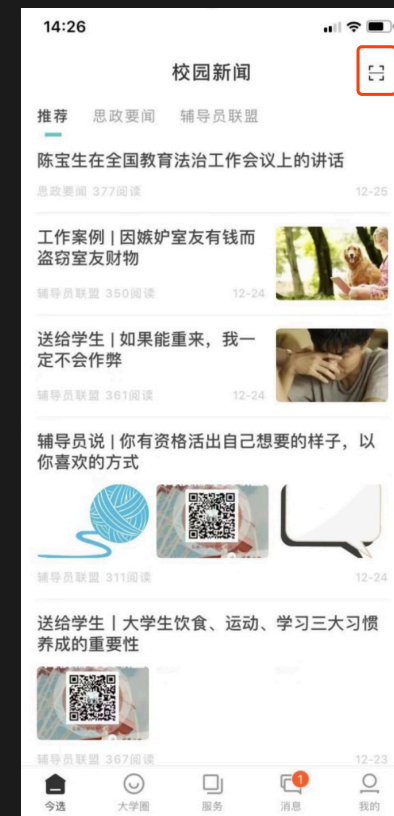 14:26
校园新闻
推荐 思政要闻 辅导员联盟
陈宝生在全国教育法治工作会议上的讲话
思政要闻 377阅读 12-25
工作案例 | 因嫉妒室友有钱而
盗窃室友财物
辅导员联盟 350阅读 12-24
送给学生 | 如果能重来，我一
定不会作弊
辅导员联盟 361阅读 12-24
辅导员说 | 你有资格活出自己想要的样子，以
你喜欢的方式
辅导员联盟 311阅读 12-24
送给学生丨大学生饮食、运动、学习三大习惯
养成的重要性
辅导员联盟 367阅读 12-23
1
今选 大学圈 服务 消息 我的